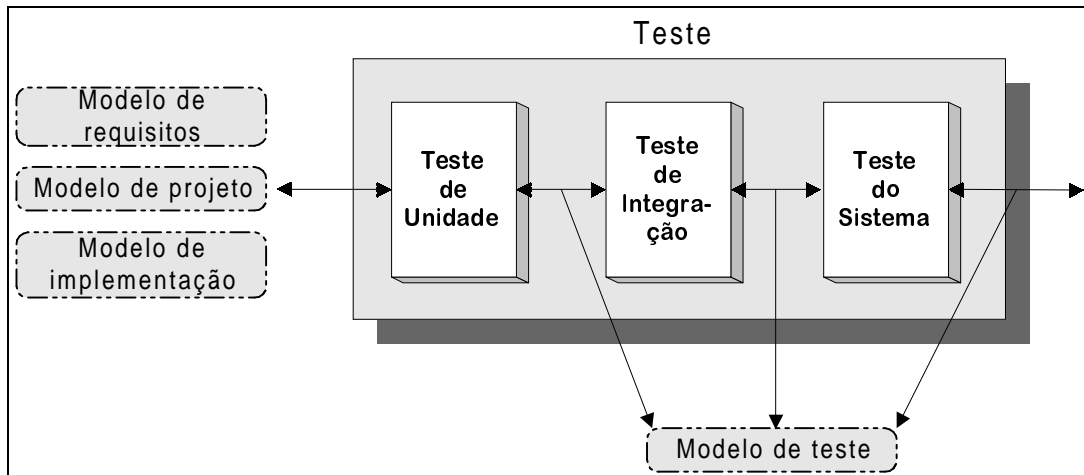 Teste
Modelo de
requisitos
Modelo de projeto
Modelo de
implementação
Teste
de
Unidade
Teste
de
Integra-
ção
Teste
do
Sistema
Modelo de teste